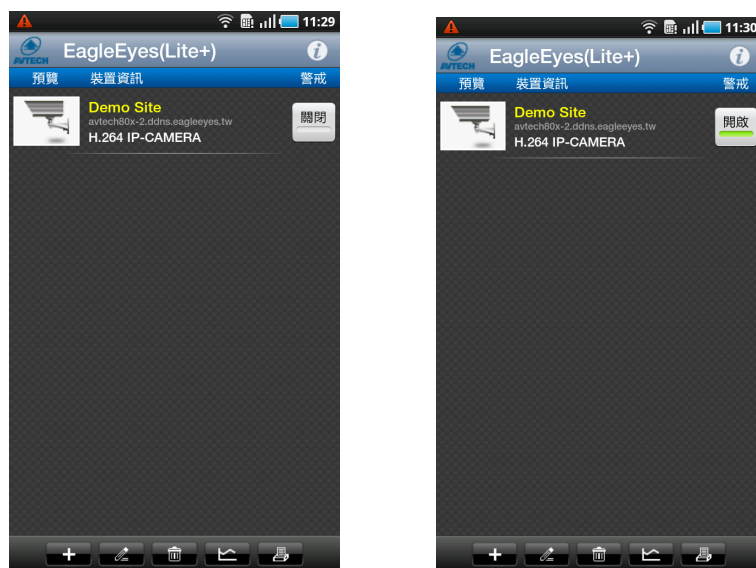 11:29
EagleEyes(Lite+)
AVTECH
預覽 裝置資訊 警戒
Demo Site
avtech80x-2.ddns.eagleeyes.tw
H.264 IP-CAMERA
關閉
11:30
EagleEyes(Lite+)
AVTECH
預覽 裝置資訊 警戒
Demo Site
avtech80x-2.ddns.eagleeyes.tw
H.264 IP-CAMERA
開啟